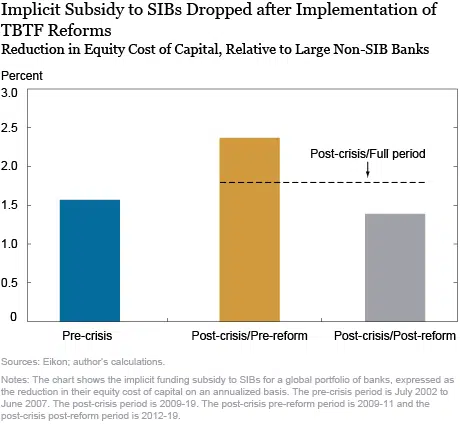 Implicit Subsidy to SIBs Dropped after Implementation of
TBTF Reforms
Reduction in Equity Cost of Capital, Relative to Large Non-SIB Banks
Percent
3.0
2.5
2.0
1.5
1.0
0.5
0
Post-crisis/Full period
Pre-crisis
Post-crisis/Pre-reform
Post-crisis/Post-reform
Sources: Eikon; author's calculations.
Notes: The chart shows the implicit funding subsidy to SIBs for a global portfolio of banks, expressed as
the reduction in their equity cost of capital on an annualized basis. The pre-crisis period is July 2002 to
June 2007. The post-crisis period is 2009-19. The post-crisis pre-reform period is 2009-11 and the
post-crisis post-reform period is 2012-19.